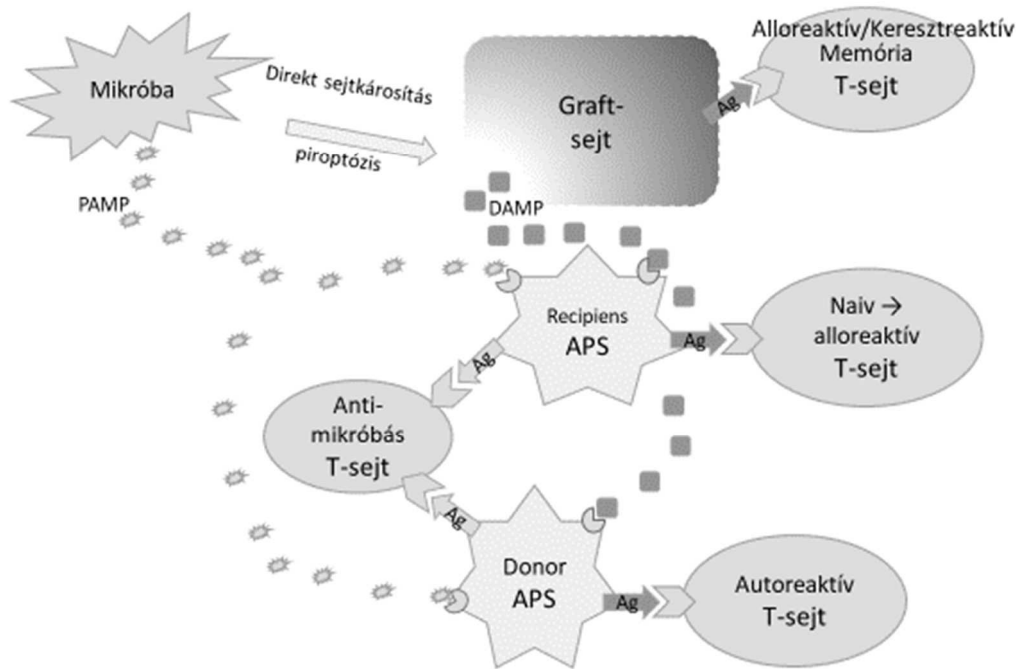 Mikróba
Direkt sejtkárosítás
piroptózis
Graft-
sejt
Ag
Alloreaktív/Keresztreaktív
Memória
T-sejt
PAMP
DAMP
Recipiens
APS
Ag
Naiv →
alloreaktív
T-sejt
Ag
Anti-
mikróbás
T-sejt
Ag
Donor
APS
Ag
Autoreaktív
T-sejt